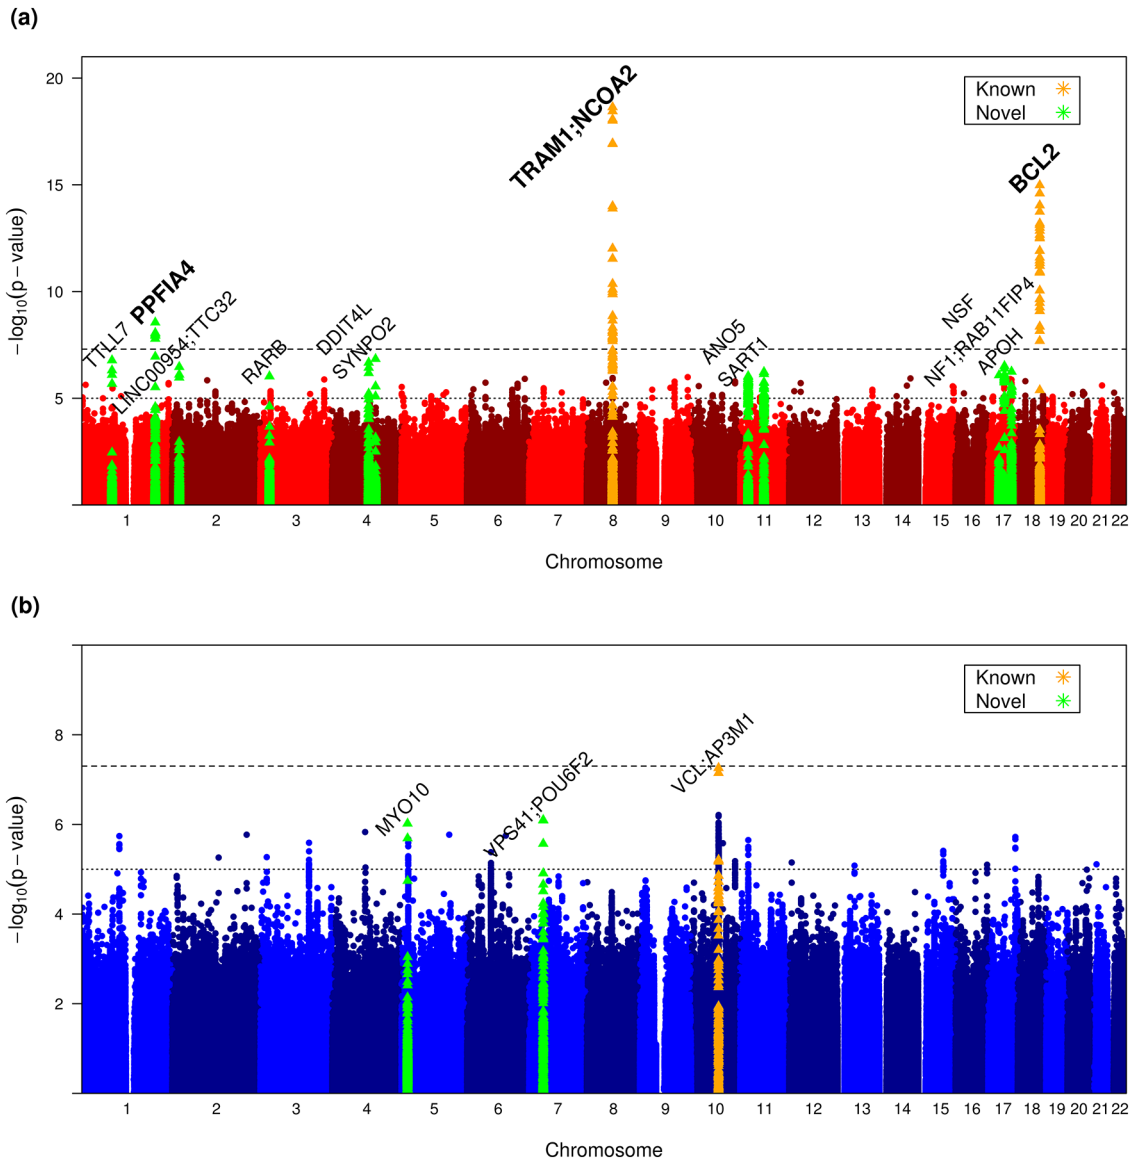 (a)
−log10(p−value)
20
15
10
5
Known
Novel
TTLL7
PPFIA4
LINC00954;TTC32
RARB
DDIT4L
SYNPO2
TRAM1;NCOA2
ANO5
SART1
NSF
NF1;RAB11FIP4
APOH
BCL2
1 2 3 4 5 6 7 8 9 10 11 12 13 14 15 16 17 18 19 20 21 22
Chromosome
(b)
−log10(p−value)
8
6
4
2
Known
Novel
MYO10
VPS41;POU6F2
VCL;AP3M1
1 2 3 4 5 6 7 8 9 10 11 12 13 14 15 16 17 18 19 20 21 22
Chromosome